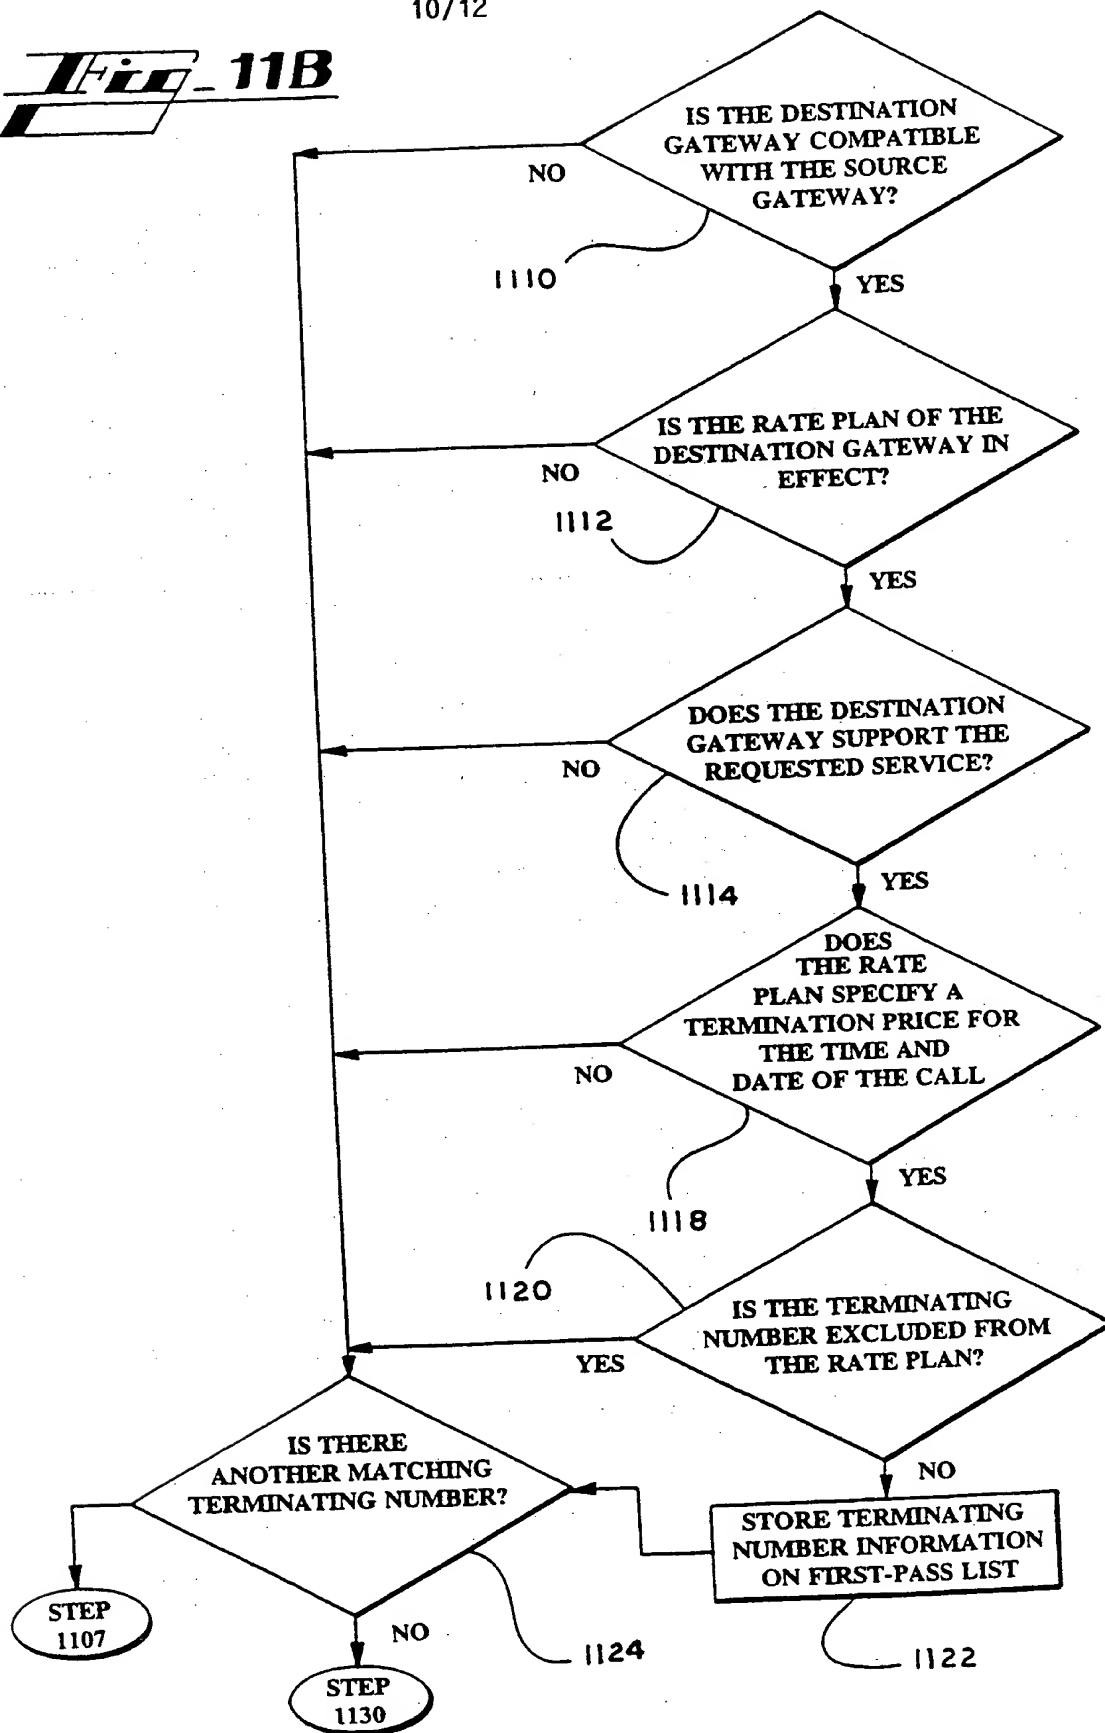 10/12
Fig_11B
IS THE DESTINATION
GATEWAY COMPATIBLE
WITH THE SOURCE
GATEWAY?
NO
1110
YES
IS THE RATE PLAN OF THE
DESTINATION GATEWAY IN
EFFECT?
NO
1112
YES
DOES THE DESTINATION
GATEWAY SUPPORT THE
REQUESTED SERVICE?
NO
1114
YES
DOES
THE RATE
PLAN SPECIFY A
TERMINATION PRICE FOR
THE TIME AND
DATE OF THE CALL
NO
1118
YES
1120
IS THE TERMINATING
NUMBER EXCLUDED FROM
THE RATE PLAN?
YES
NO
IS THERE
ANOTHER MATCHING
TERMINATING NUMBER?
STORE TERMINATING
NUMBER INFORMATION
ON FIRST-PASS LIST
STEP
1107
NO
1124
1122
STEP
1130